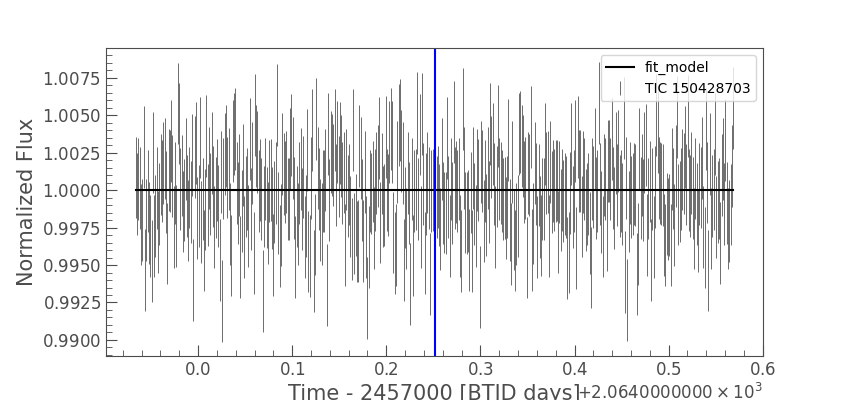 fit_model
TIC 150428703
1.0075
1.0050
1.0025
1.0000
0.9975
0.9950
0.9925
0.9900
Normalized Flux
0.0 0.1 0.2 0.3 0.4 0.5 0.6
Time - 2457000 [BTJD days]
+2.0640000000 × 10³